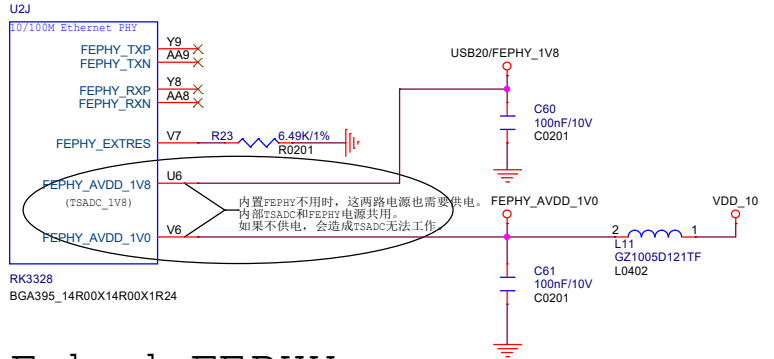 U2J
10/100M Ethernet PHY
FEPHY_TXP
Y9
FEPHY_TXN
AA9
FEPHY_RXP
Y8
FEPHY_RXN
AA8
FEPHY_EXTRES
V7
R23
6.49K/1%
R0201
FEPHY_AVDD_1V8
U6
(TSADC_1V8)
FEPHY_AVDD_1V0
V6
内置FEPHY不用时，这两路电源也需要供电。
内部TSADC和FEPHY电源共用。
如果不供电，会造成TSADC无法工作。
RK3328
BGA395_14R00X14R00X1R24
USB20/FEPHY_1V8
C60
100nF/10V
C0201
FEPHY_AVDD_1V0
VDD_10
2
1
L11
GZ1005D121TF
L0402
C61
100nF/10V
C0201